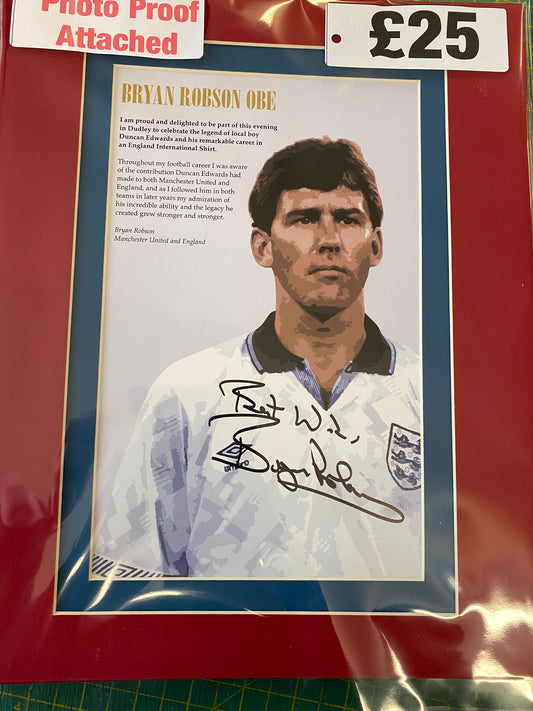 Photo Proof
Attached
£25
BRYAN ROBSON OBE
I am proud and delighted to be part of this evening
in Dudley to celebrate the legend of local boy
Duncan Edwards and his remarkable career in
an England International Shirt.
Throughout my football career I was aware
of the contribution Duncan Edwards had
made to both Manchester United and
England, and as I followed him in both
teams in later years my admiration of
his incredible ability and the legacy he
created grew stronger and stronger.
Bryan Robson
Manchester United and England
Best
Bryan Robson